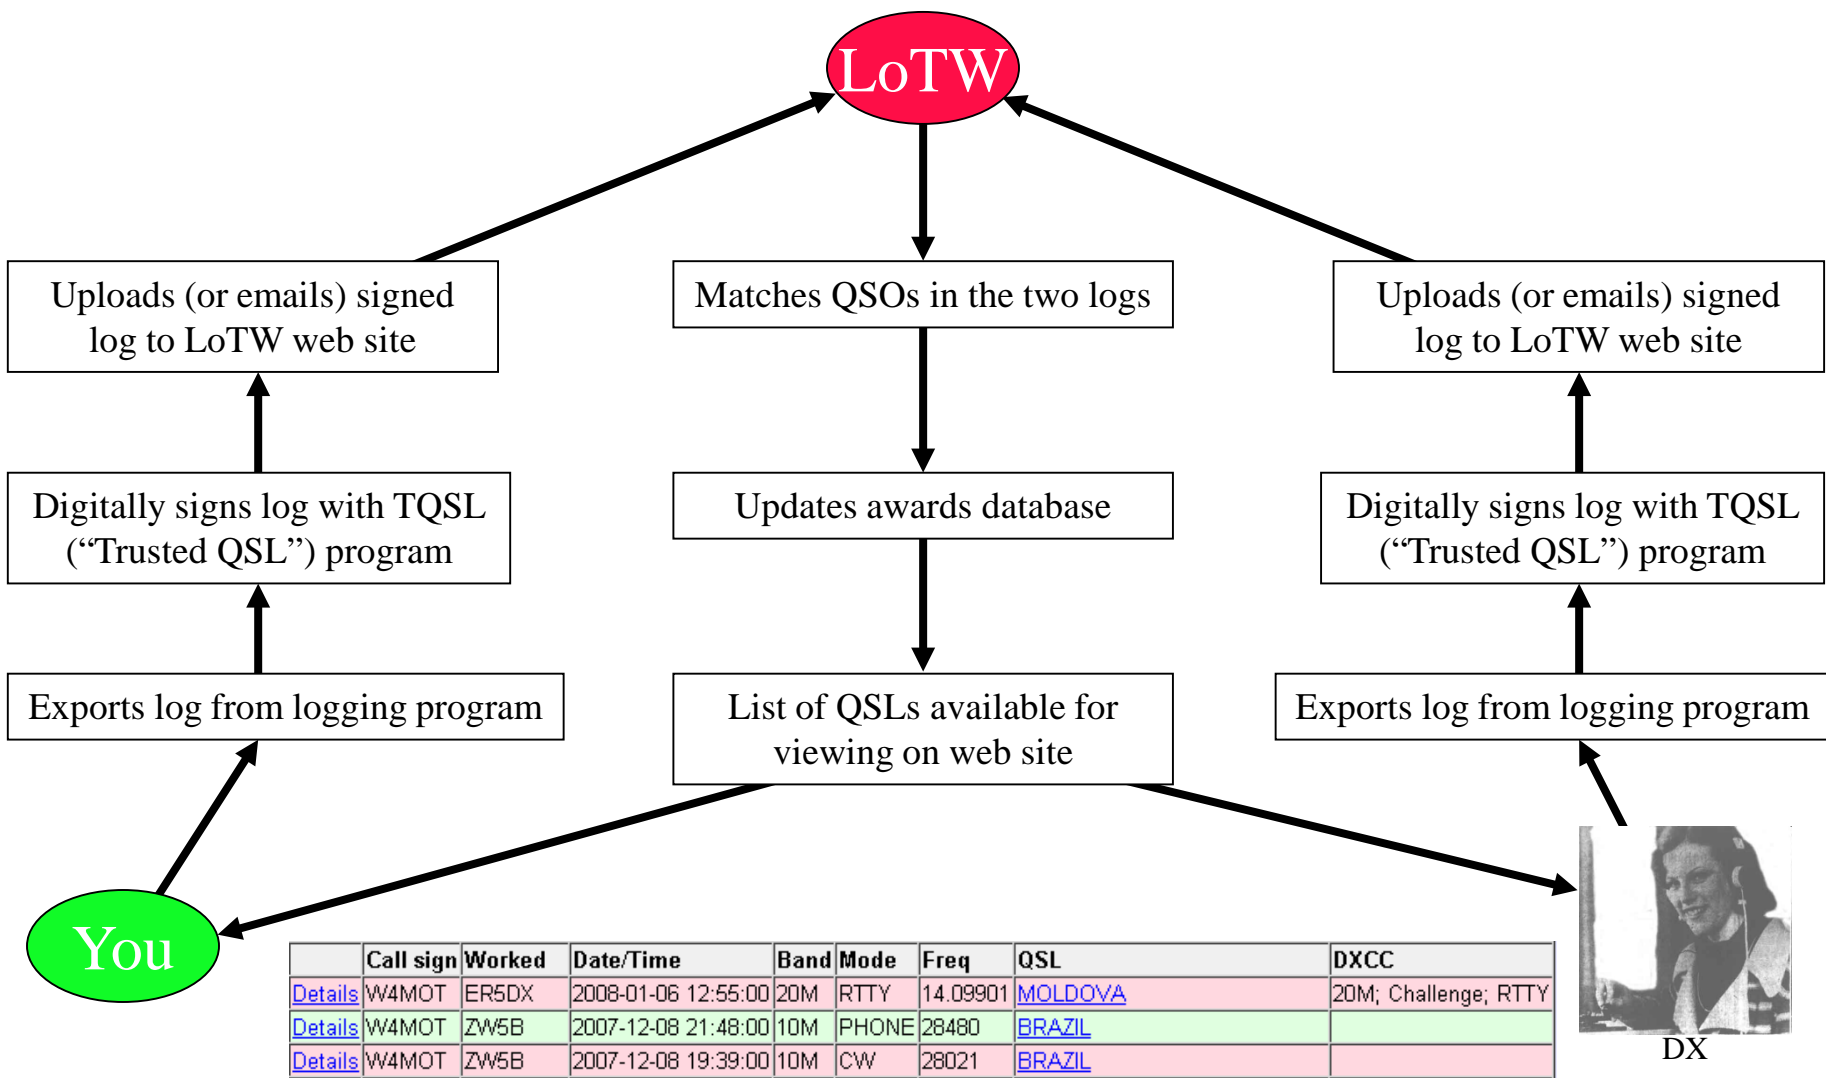 LoTW
Uploads (or emails) signed
log to LoTW web site
Matches QSOs in the two logs
Uploads (or emails) signed
log to LoTW web site
Digitally signs log with TQSL
(“Trusted QSL”) program
Updates awards database
Digitally signs log with TQSL
(“Trusted QSL”) program
Exports log from logging program
List of QSLs available for
viewing on web site
Exports log from logging program
You
DX
Call sign Worked Date/Time Band Mode Freq QSL DXCC
Details W4MOT ER5DX 2008-01-06 12:55:00 20M RTTY 14.09901 MOLDOVA 20M; Challenge; RTTY
Details W4MOT ZW5B 2007-12-08 21:48:00 10M PHONE 28480 BRAZIL
Details W4MOT ZW5B 2007-12-08 19:39:00 10M CW 28021 BRAZIL